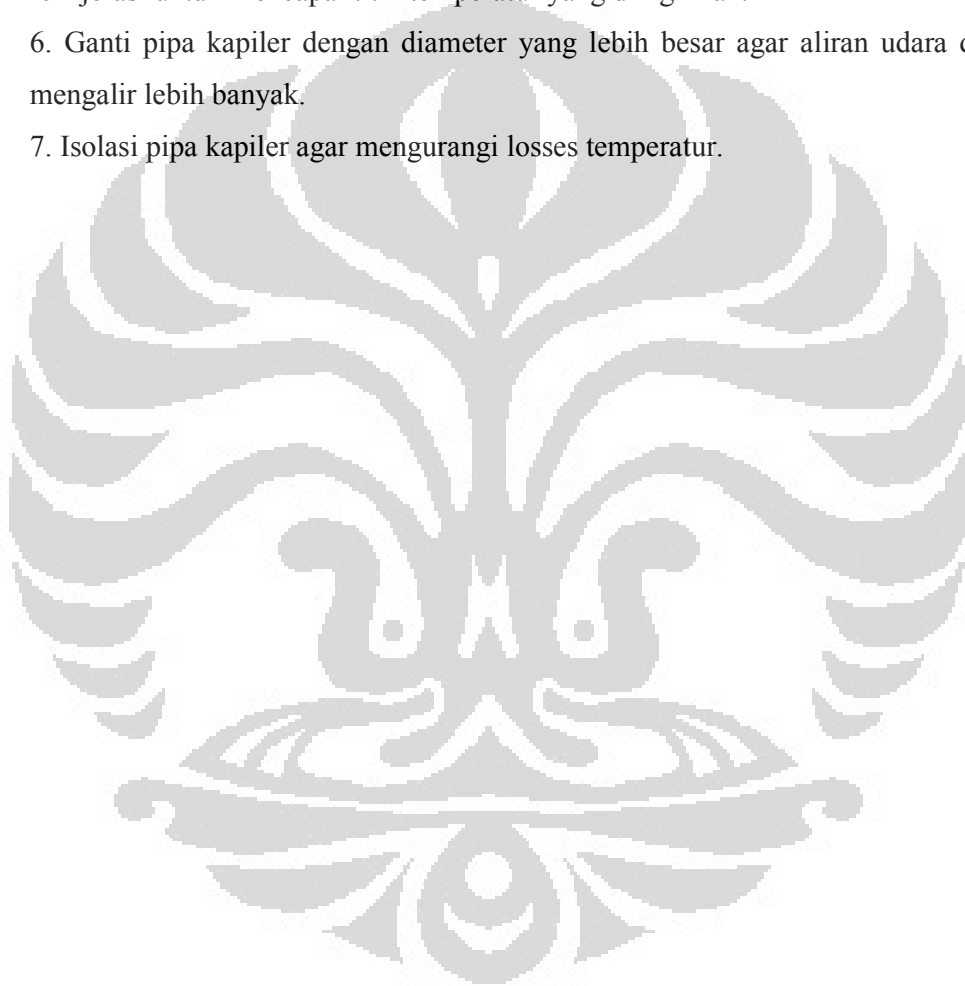 6. Ganti pipa kapiler dengan diameter yang lebih besar agar aliran udara
mengalir lebih banyak.
7. Isolasi pipa kapiler agar mengurangi losses temperatur.